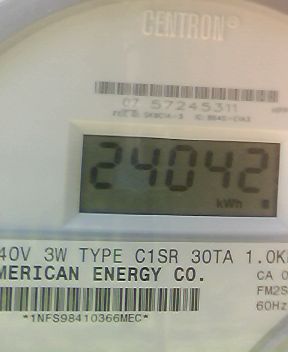 CENTRON®
07 57245311
24042
kWh
40V 3W TYPE C1SR 30TA 1.0K
MERICAN ENERGY CO.
CA 0
FM2S
60Hz
*1NFS98410366MEC*